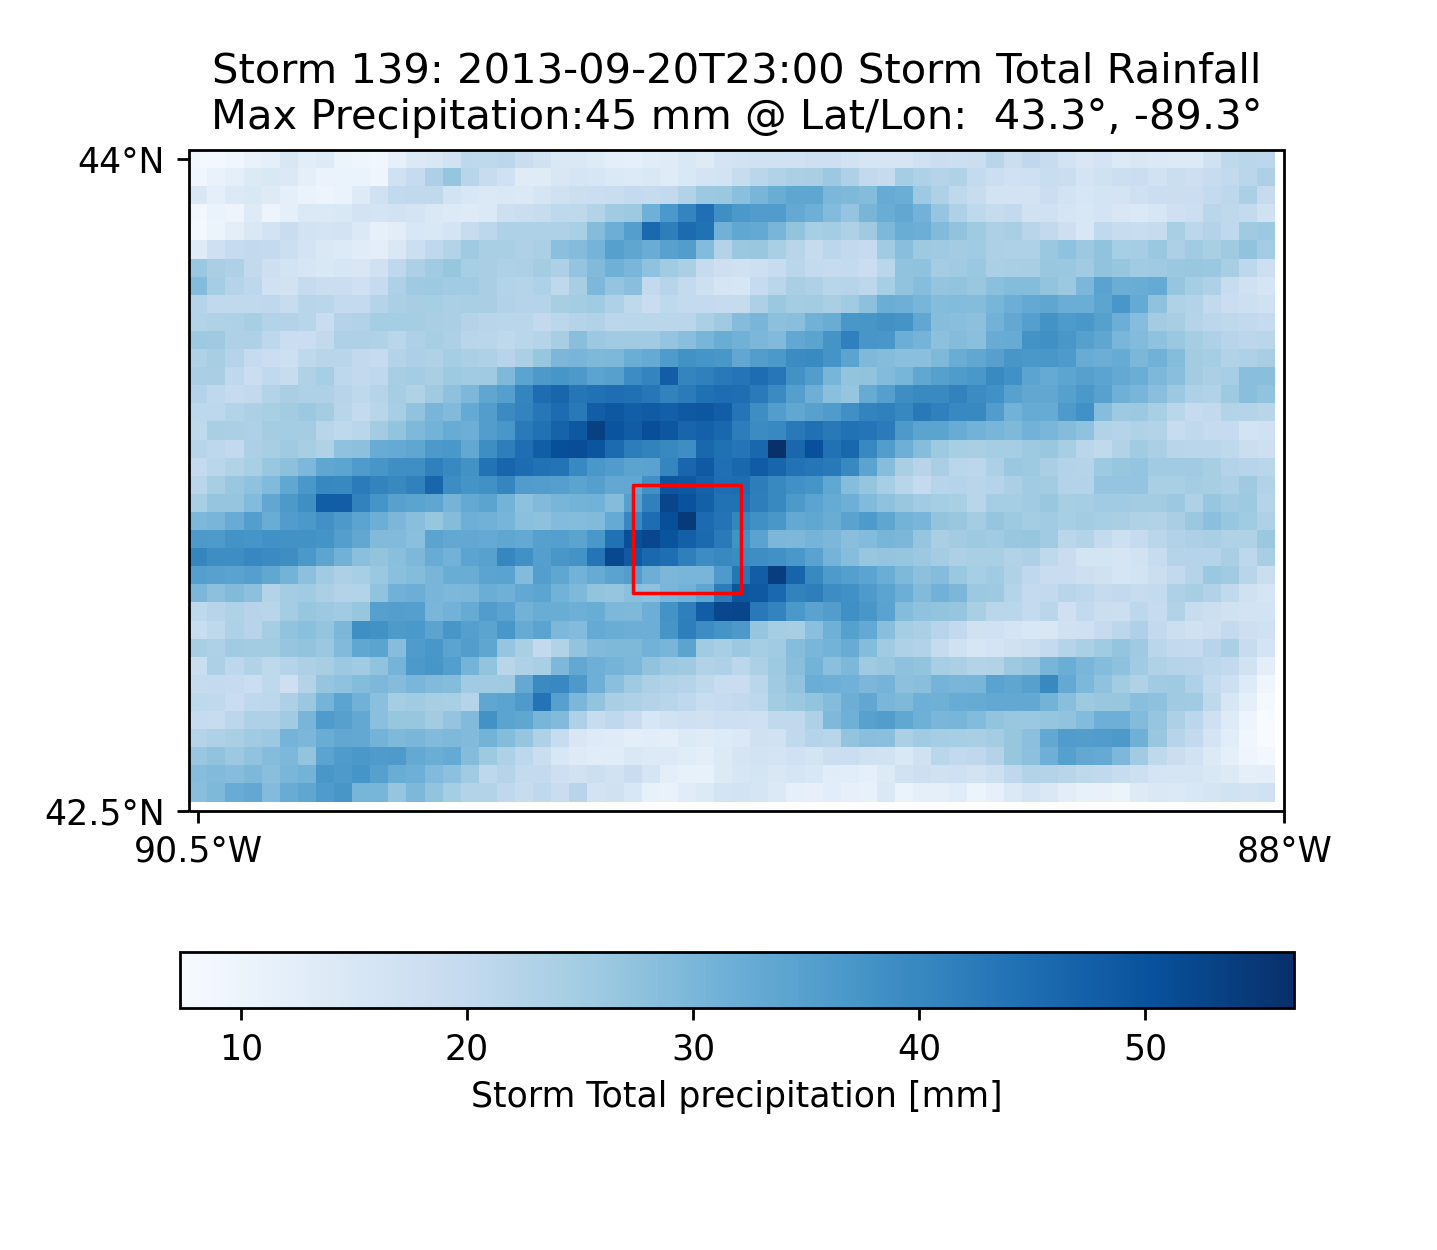 Storm 139: 2013-09-20T23:00 Storm Total Rainfall
Max Precipitation:45 mm @ Lat/Lon:  43.3°, -89.3°
44°N
42.5°N
90.5°W
88°W
10
20
30
40
50
Storm Total precipitation [mm]